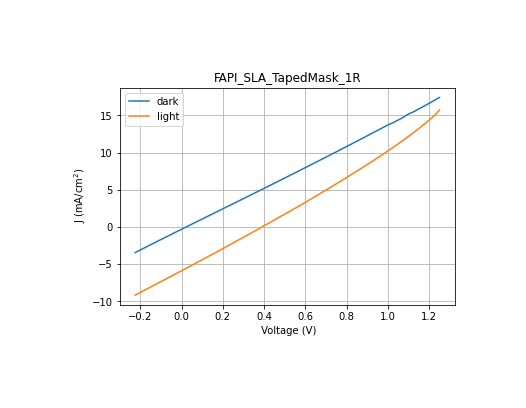 FAPI_SLA_TapedMask_1R
dark
light
J (mA/cm²)
15
10
5
0
−5
−10
−0.2 0.0 0.2 0.4 0.6 0.8 1.0 1.2
Voltage (V)